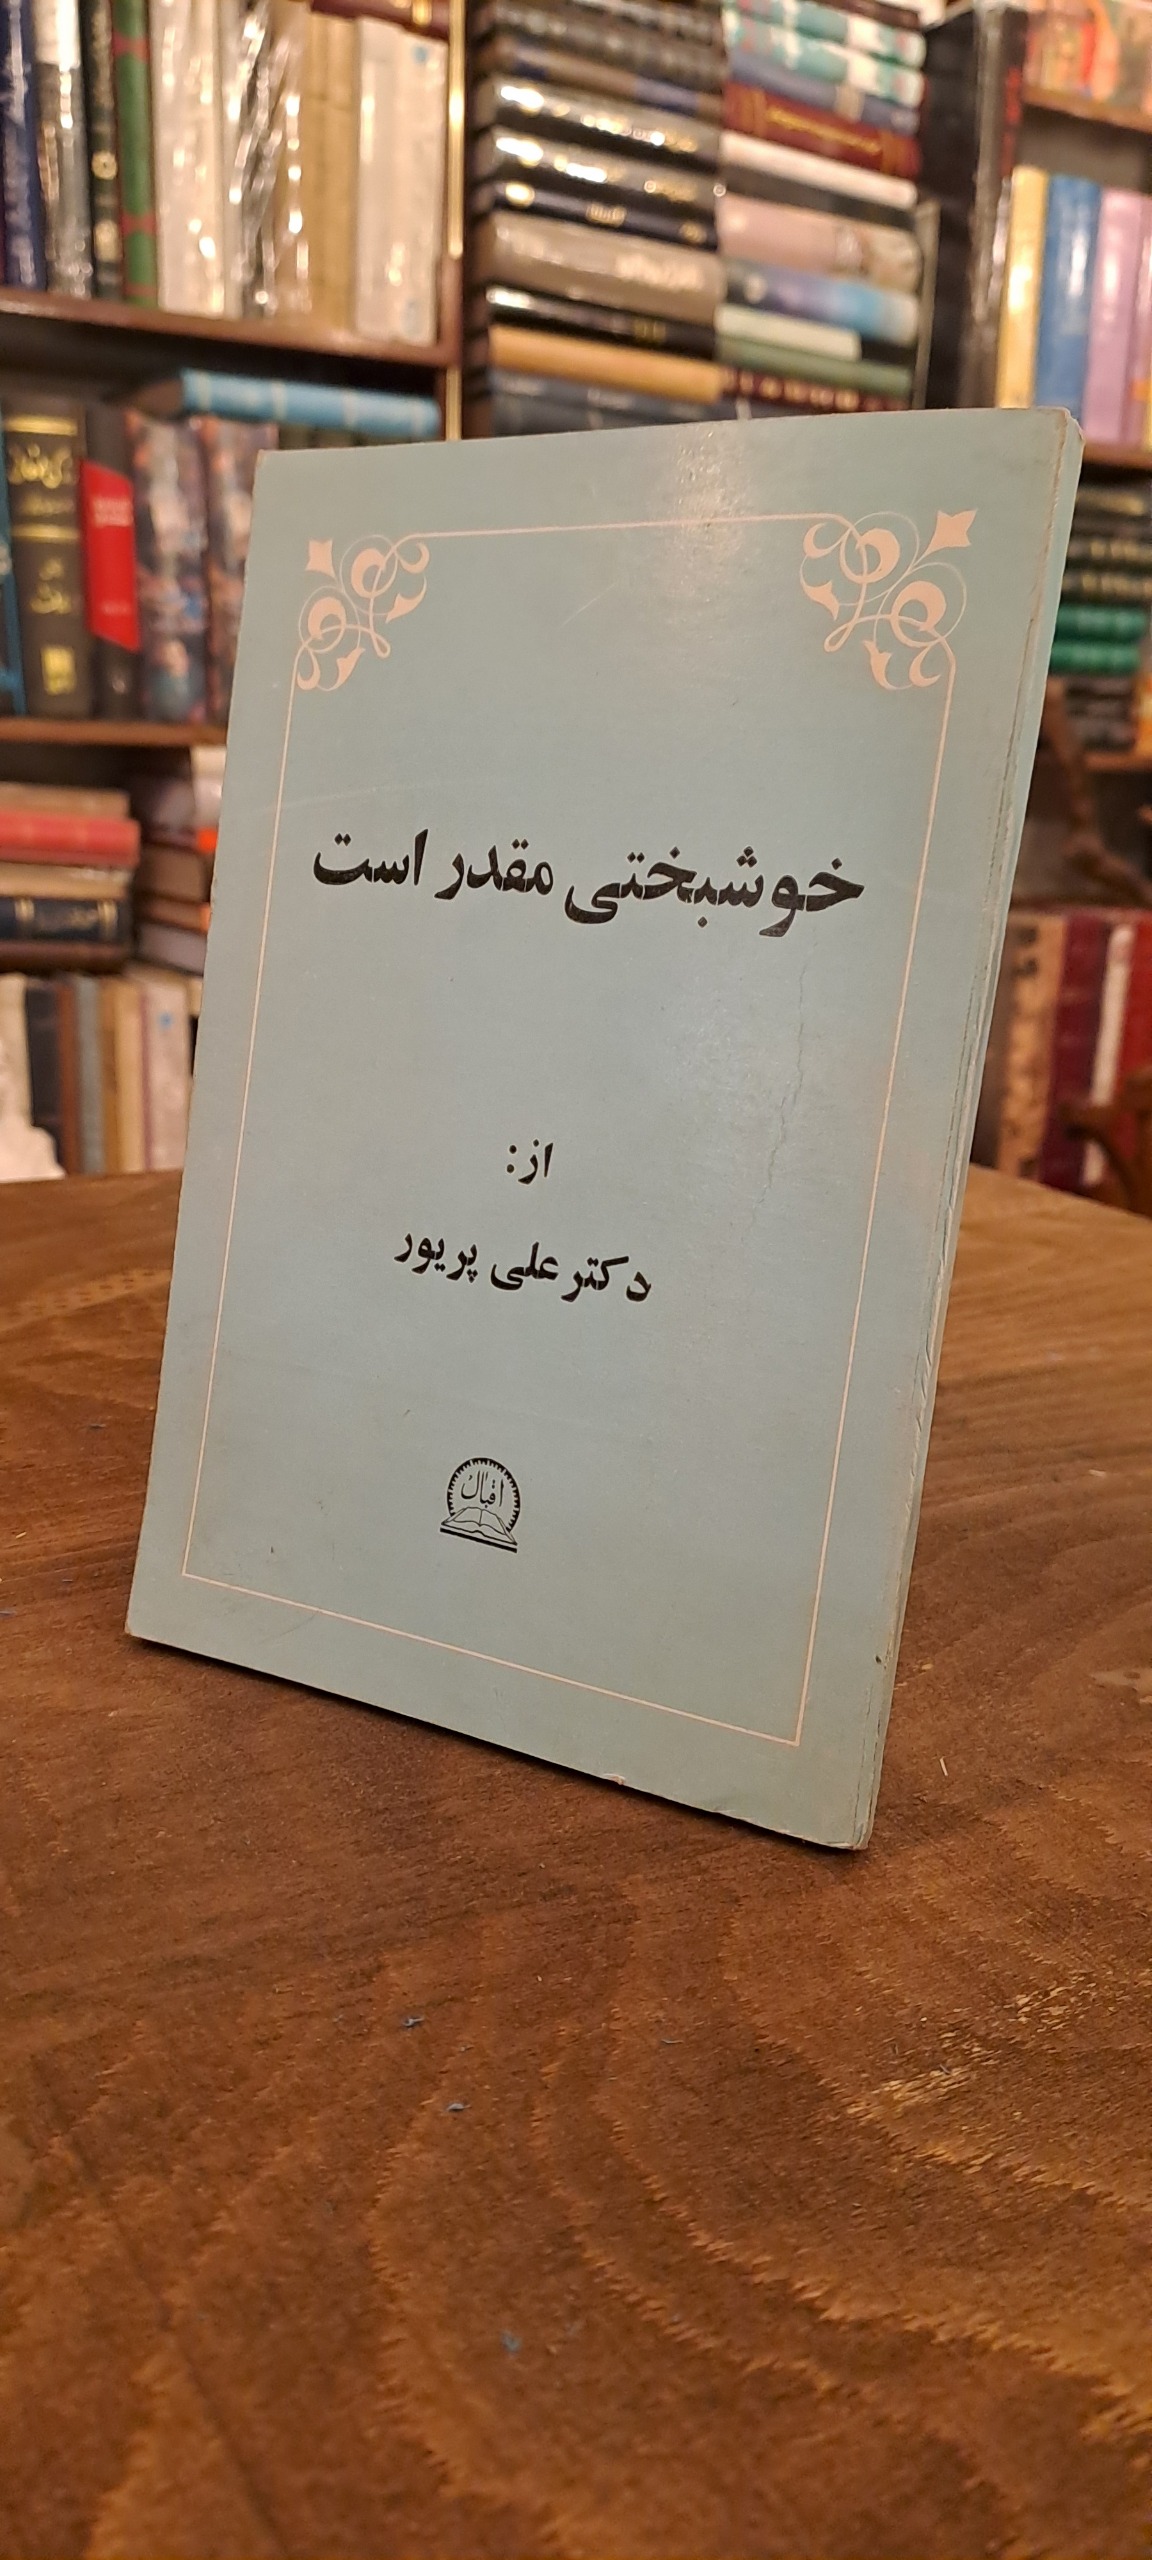 خوشبختی مقدر است
از:
دکتر علی پریور
اقبال